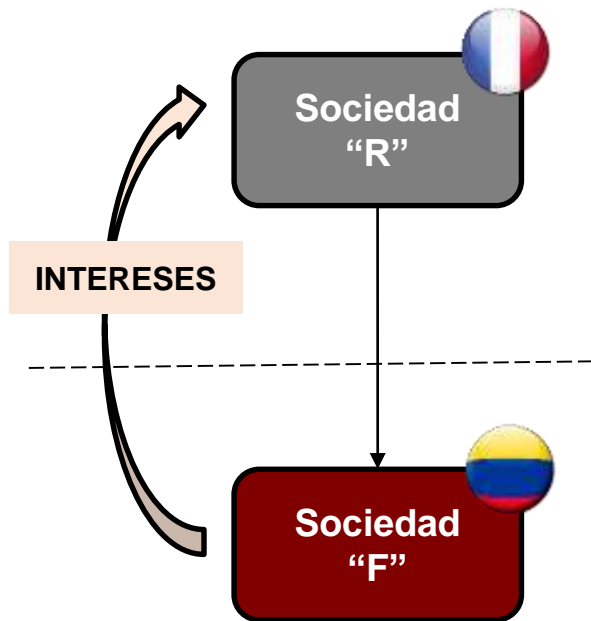 Sociedad
“R”
INTERESES
Sociedad
“F”